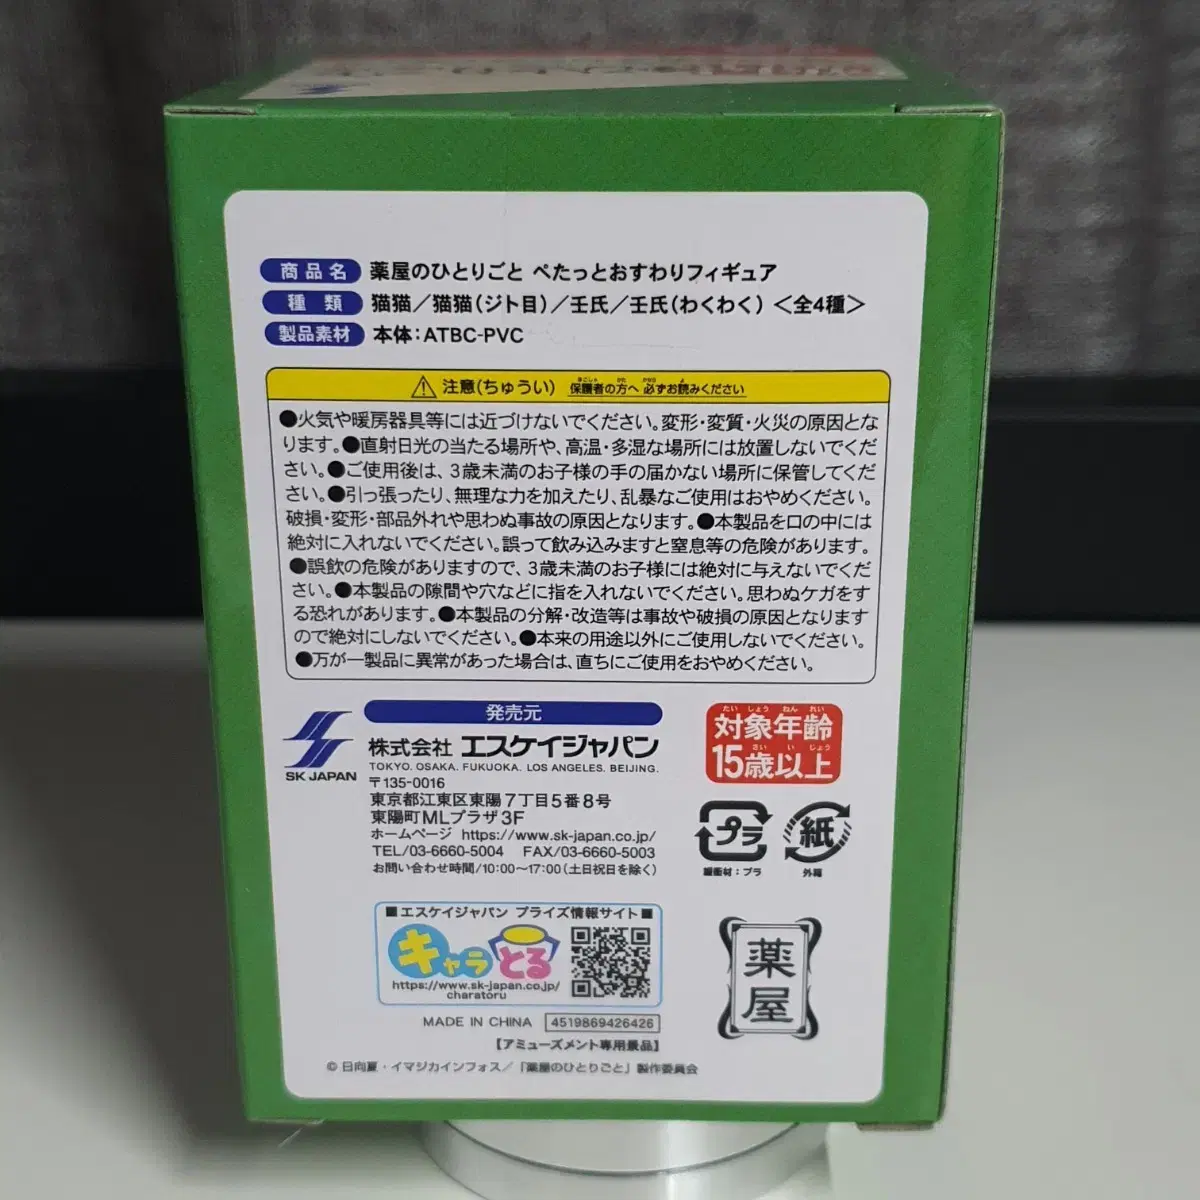 商品名 薬屋のひとりごと ぺたっとおすわりフィギュア
種類 猫猫／猫猫(ジト目)／壬氏／壬氏(わくわく)＜全4種＞
製品素材 本体：ATBC-PVC
⚠ 注意(ちゅうい) 保護者の方へ 必ずお読みください
●火気や暖房器具等には近づけないでください。変形・変質・火災の原因とな
ります。●直射日光の当たる場所や、高温・多湿な場所には放置しないでくだ
さい。●ご使用後は、3歳未満のお子様の手の届かない場所に保管してくだ
さい。●引っ張ったり、無理な力を加えたり、乱暴なご使用はおやめください。
破損・変形・部品外れや思わぬ事故の原因となります。●本製品を口の中には
絶対に入れないでください。誤って飲み込みますと窒息等の危険があります。
●誤飲の危険がありますので、3歳未満のお子様には絶対に与えないでくだ
さい。●本製品の隙間や穴などに指を入れないでください。思わぬケガをす
る恐れがあります。●本製品の分解・改造等は事故や破損の原因となります
ので絶対にしないでください。●本来の用途以外にご使用しないでください。
●万が一製品に異常があった場合は、直ちにご使用をおやめください。
発売元
SK JAPAN
株式会社 エスケイジャパン
TOKYO. OSAKA. FUKUOKA. LOS ANGELES. BEIJING.
〒135-0016
東京都江東区東陽7丁目5番8号
東陽町MLプラザ3F
ホームページ https://www.sk-japan.co.jp/
TEL/03-6660-5004 FAX/03-6660-5003
お問い合わせ時間/10:00〜17:00(土日祝日を除く)
たいしょうねんれい
対象年齢
さいいじょう
15歳以上
プラ 紙
緩衝材：プラ 外箱
■エスケイジャパン プライズ情報サイト■
キャラとる
https://www.sk-japan.co.jp/
charatoru
薬屋
MADE IN CHINA 4519869426426
【アミューズメント専用景品】
© 日向夏・イマジカインフォス／「薬屋のひとりごと」製作委員会